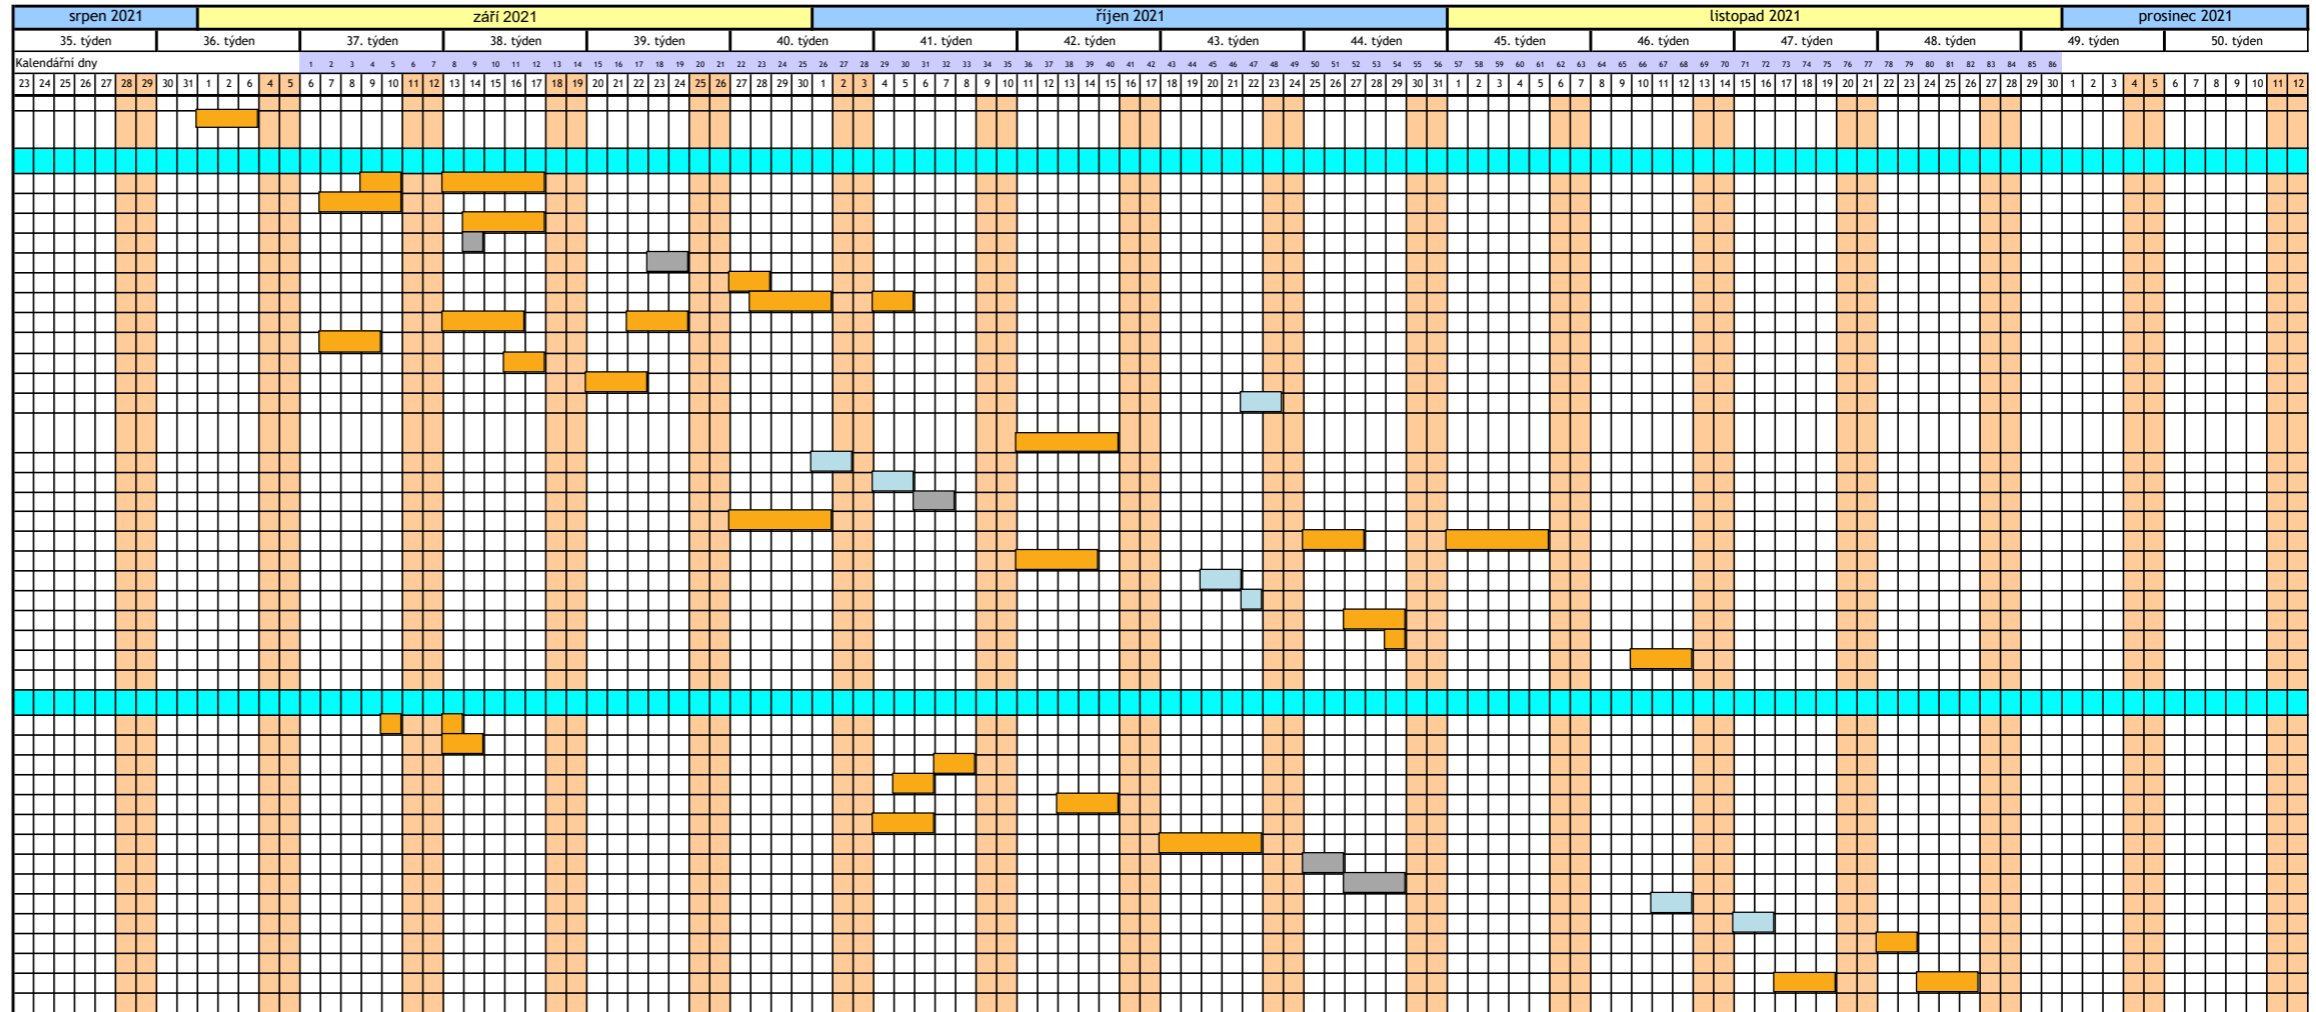 srpen 2021 září 2021 říjen 2021 listopad 2021 prosinec 2021
35. týden 36. týden 37. týden 38. týden 39. týden 40. týden 41. týden 42. týden 43. týden 44. týden 45. týden 46. týden 47. týden 48. týden 49. týden 50. týden
Kalendářní dny 1 2 3 4 5 6 7 8 9 10 11 12 13 14 15 16 17 18 19 20 21 22 23 24 25 26 27 28 29 30 31 32 33 34 35 36 37 38 39 40 41 42 43 44 45 46 47 48 49 50 51 52 53 54 55 56 57 58 59 60 61 62 63 64 65 66 67 68 69 70 71 72 73 74 75 76 77 78 79 80 81 82 83 84 85 86
23 24 25 26 27 28 29 30 31 1 2 6 4 5 6 7 8 9 10 11 12 13 14 15 16 17 18 19 20 21 22 23 24 25 26 27 28 29 30 1 2 3 4 5 6 7 8 9 10 11 12 13 14 15 16 17 18 19 20 21 22 23 24 25 26 27 28 29 30 31 1 2 3 4 5 6 7 8 9 10 11 12 13 14 15 16 17 18 19 20 21 22 23 24 25 26 27 28 29 30 1 2 3 4 5 6 7 8 9 10 11 12